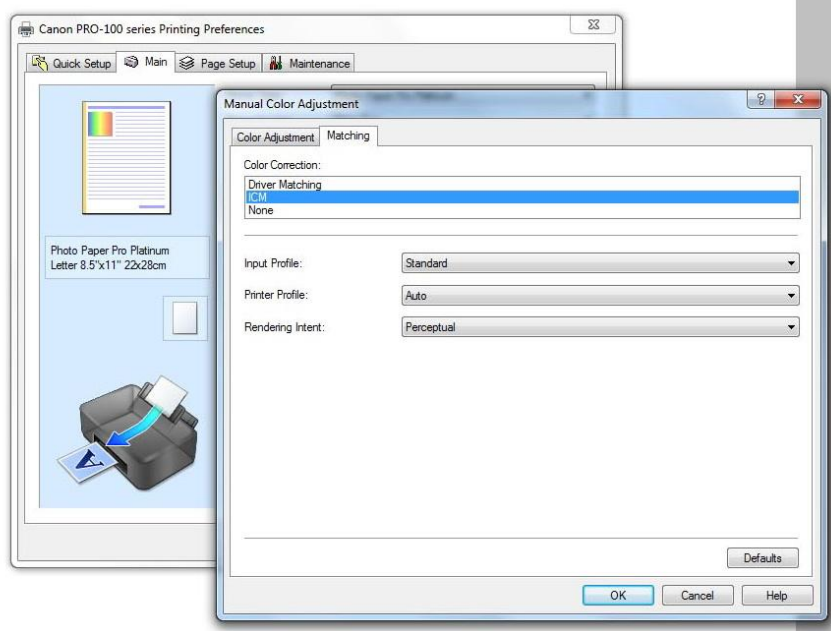 Canon PRO-100 series Printing Preferences
Quick Setup Main Page Setup Maintenance
Manual Color Adjustment
Color Adjustment Matching
Color Correction:
Driver Matching
ICM
None
Photo Paper Pro Platinum
Letter 8.5"x11" 22x28cm
Input Profile: Standard
Printer Profile: Auto
Rendering Intent: Perceptual
A
Defaults
OK Cancel Help